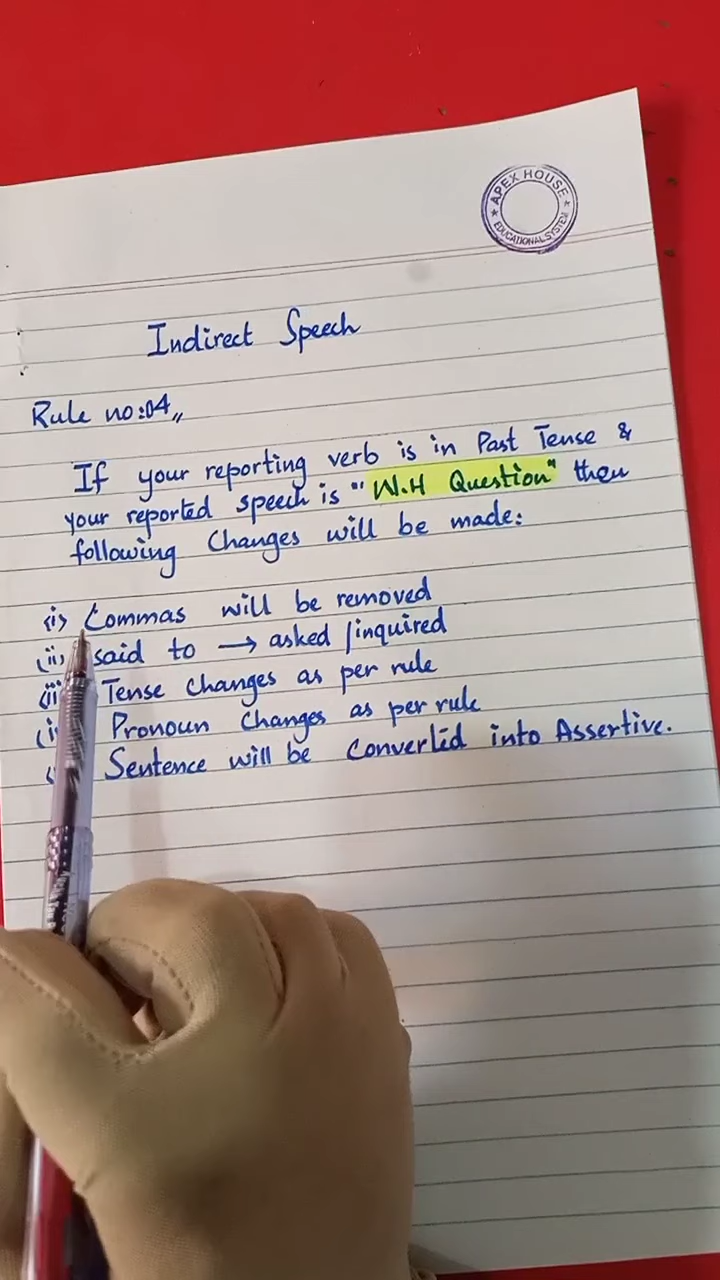 APEX HOUSE
EDUCATIONAL SYSTEM
Indirect Speech
Rule no:04,,
If your reporting verb is in Past Tense &
your reported speech is "W.H Question" then
following Changes will be made:
(i) Commas will be removed
(ii) said to → asked /inquired
(iii Tense Changes as per rule
(i Pronoun Changes as per rule
Sentence will be Converted into Assertive.